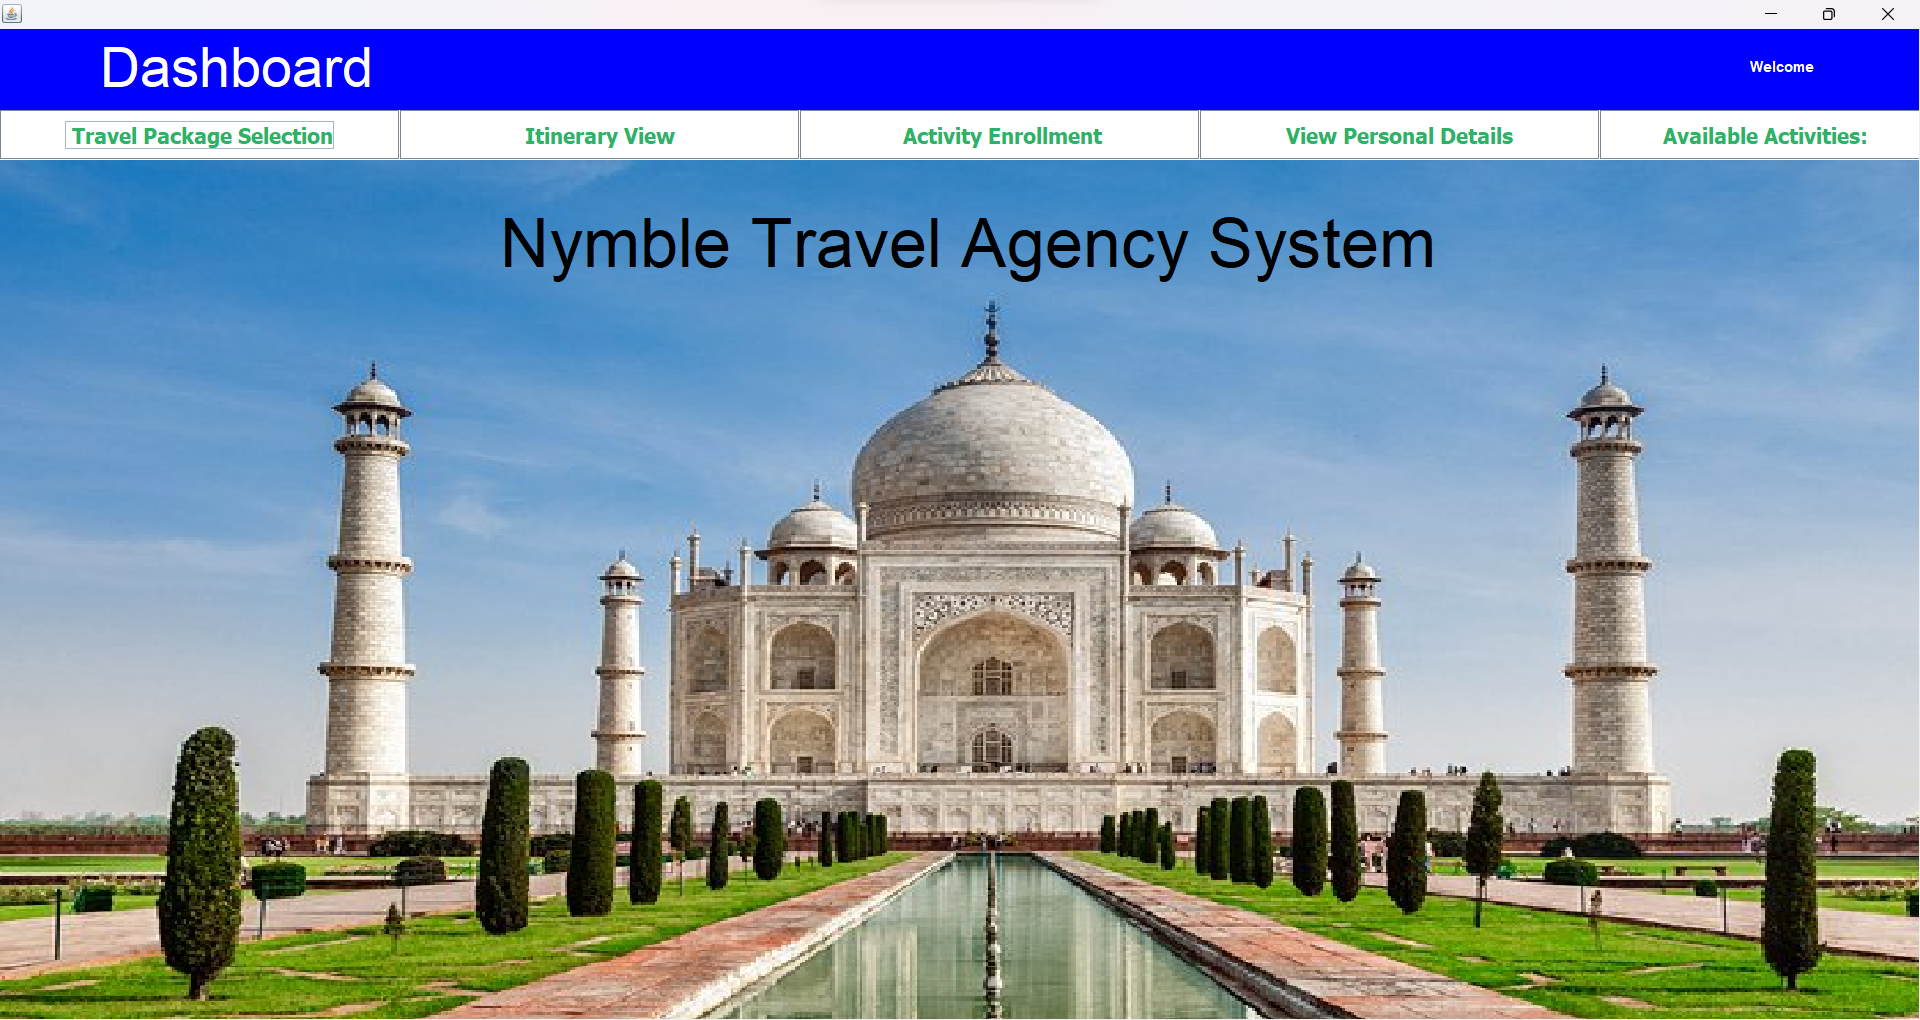 Dashboard
Welcome
Travel Package Selection
Itinerary View
Activity Enrollment
View Personal Details
Available Activities:
Nymble Travel Agency System